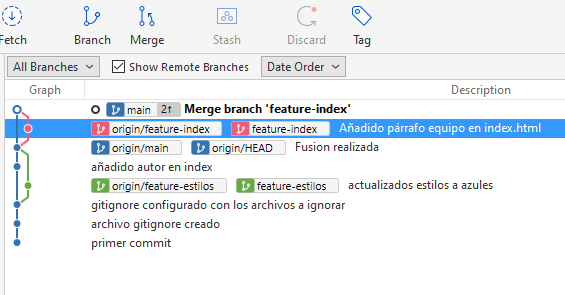 Fetch Branch Merge Stash Discard Tag
All Branches Show Remote Branches Date Order
Graph Description
main 2↑ Merge branch 'feature-index'
origin/feature-index feature-index Añadido párrafo equipo en index.html
origin/main origin/HEAD Fusion realizada
añadido autor en index
origin/feature-estilos feature-estilos actualizados estilos a azules
gitignore configurado con los archivos a ignorar
archivo gitignore creado
primer commit